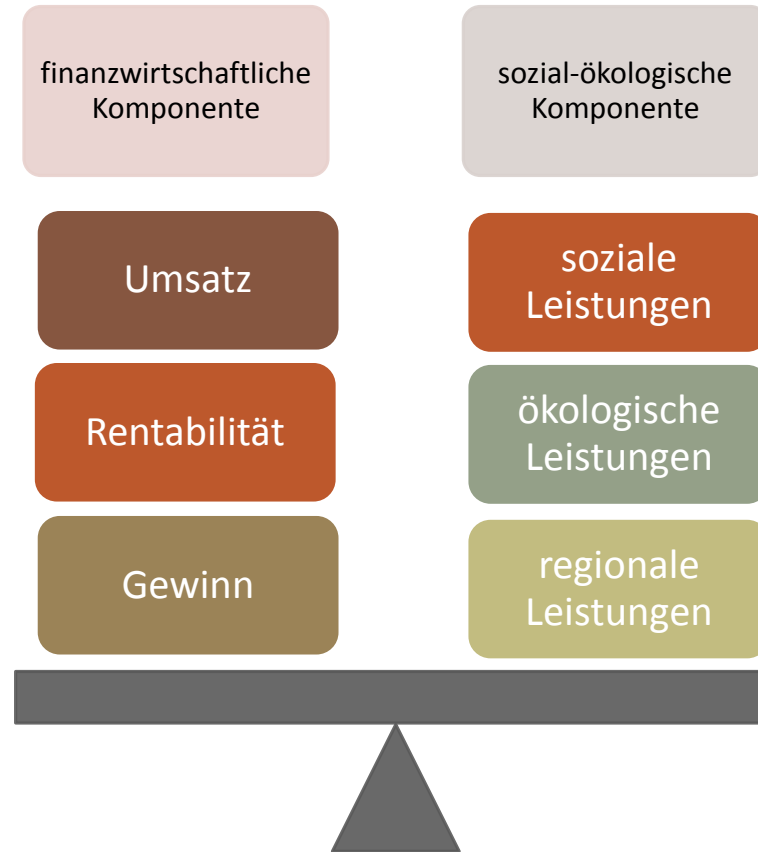 finanzwirtschaftliche
Komponente
sozial-ökologische
Komponente
Umsatz
soziale
Leistungen
Rentabilität
ökologische
Leistungen
Gewinn
regionale
Leistungen